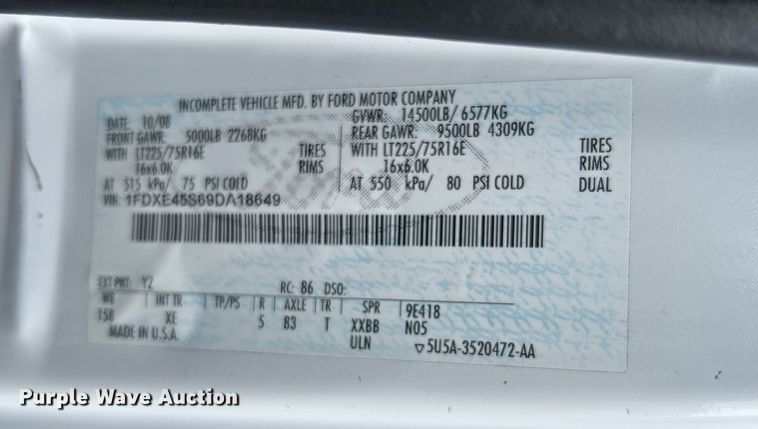 INCOMPLETE VEHICLE MFD. BY FORD MOTOR COMPANY
DATE: 10/08 GVWR: 14500LB/ 6577KG
FRONT GAWR: 5000LB 2268KG REAR GAWR: 9500LB 4309KG
WITH LT225/75R16E TIRES WITH LT225/75R16E TIRES
16x6.0K RIMS 16x6.0K RIMS
AT 515 kPa/ 75 PSI COLD AT 550 kPa/ 80 PSI COLD DUAL
VIN: 1FDXE45S69DA18649
EXT PNT: YZ RC: 86 DSO:
WB INT TR TP/PS R AXLE TR SPR 9E418
158 XE 5 83 T XXBB N05
MADE IN U.S.A. ULN ▽5U5A-3520472-AA
Purple Wave Auction